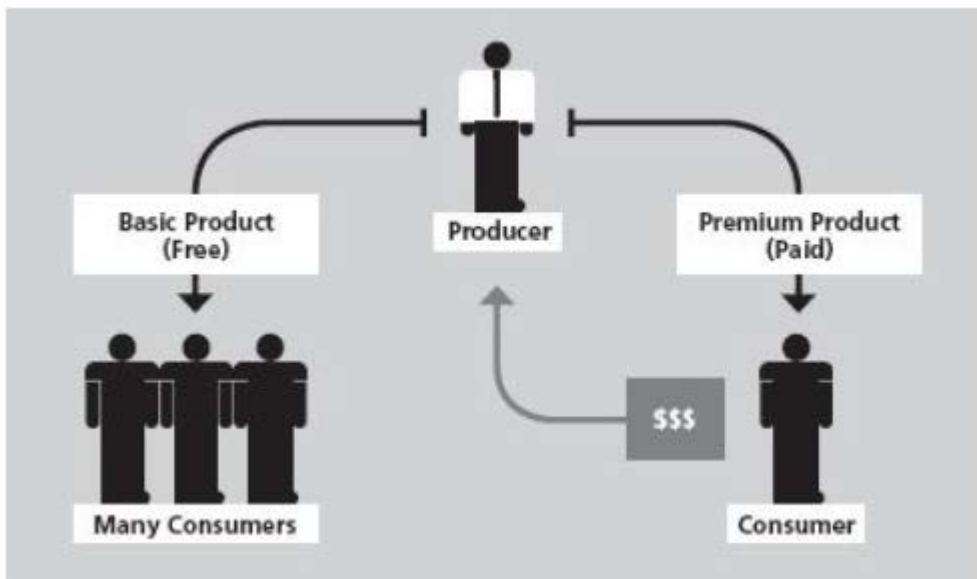 Producer
Basic Product
(Free)
Premium Product
(Paid)
$$$
Many Consumers
Consumer